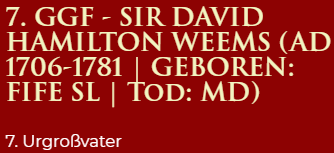 7. GGF - SIR DAVID
HAMILTON WEEMS (AD
1706-1781 | GEBOREN:
FIFE SL | TOD: MD)
7. Urgroßvater